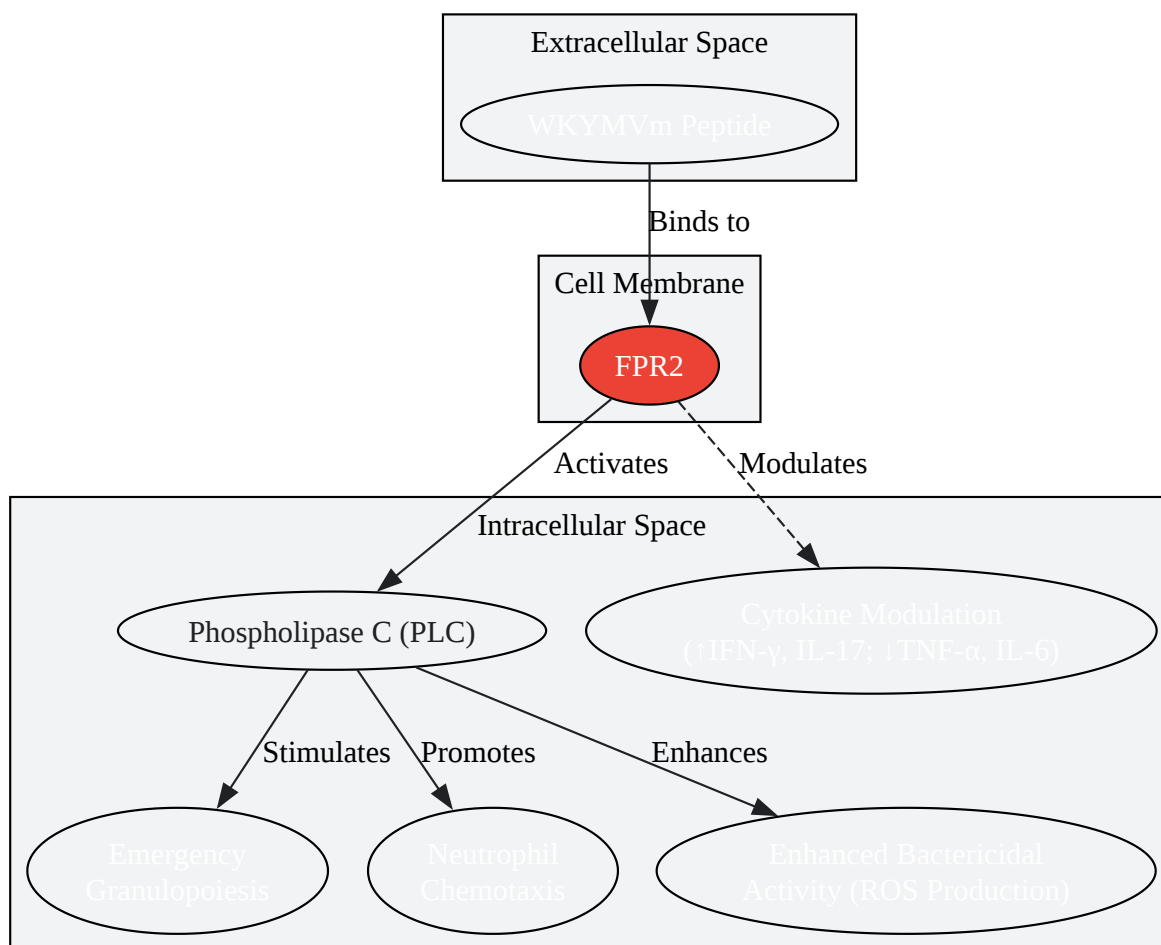 Extracellular Space
WKYMVm Peptide
Binds to
Cell Membrane
FPR2
Activates
Modulates
Intracellular Space
Phospholipase C (PLC)
Cytokine Modulation
(↑IFN-γ, IL-17; ↓TNF-α, IL-6)
Stimulates
Promotes
Enhances
Emergency
Granulopoiesis
Neutrophil
Chemotaxis
Enhanced Bactericidal
Activity (ROS Production)